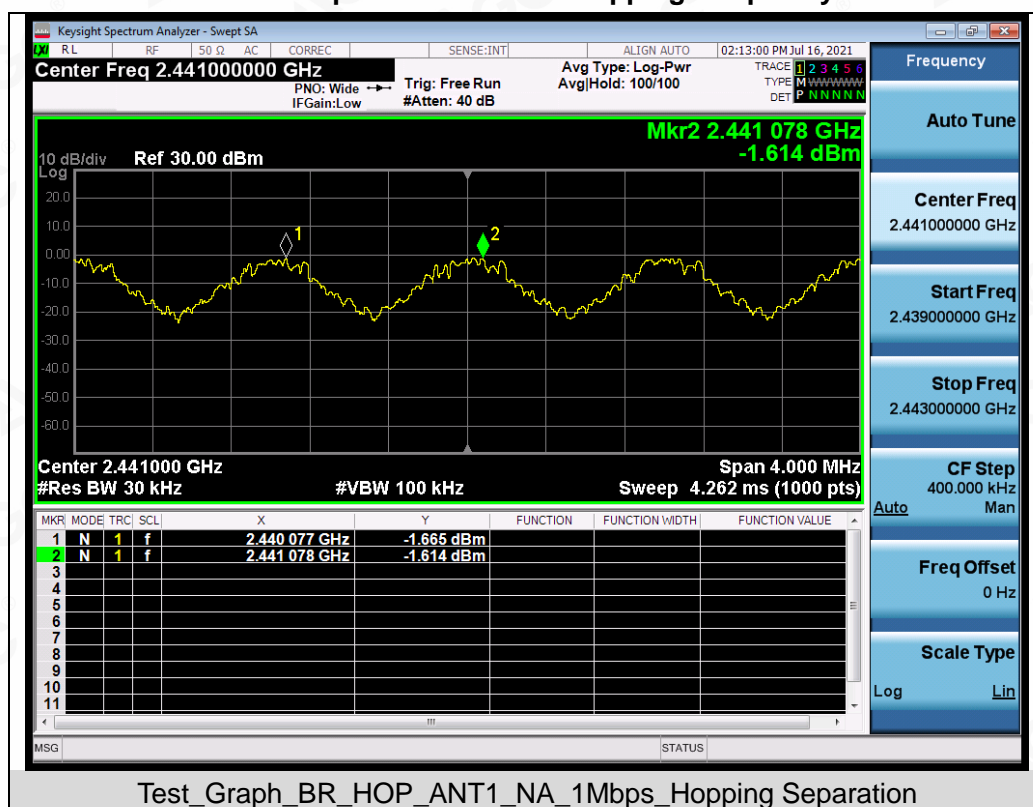 Keysight Spectrum Analyzer - Swept SA
LXI RL RF 50 Ω AC CORREC SENSE:INT ALIGN AUTO 02:13:00 PM Jul 16, 2021
Center Freq 2.441000000 GHz
PNO: Wide
IFGain:Low
Trig: Free Run
#Atten: 40 dB
Avg Type: Log-Pwr
Avg|Hold: 100/100
TRACE 1 2 3 4 5 6
TYPE M WWWWW
DET P N N N N N
Mkr2 2.441 078 GHz
-1.614 dBm
10 dB/div Ref 30.00 dBm
Log
20.0
10.0
0.00
-10.0
-20.0
-30.0
-40.0
-50.0
-60.0
1
2
Center 2.441000 GHz Span 4.000 MHz
#Res BW 30 kHz #VBW 100 kHz Sweep 4.262 ms (1000 pts)
MKR MODE TRC SCL X Y FUNCTION FUNCTION WIDTH FUNCTION VALUE
1 N 1 f 2.440 077 GHz -1.665 dBm
2 N 1 f 2.441 078 GHz -1.614 dBm
3
4
5
6
7
8
9
10
11
MSG STATUS
Frequency
Auto Tune
Center Freq
2.441000000 GHz
Start Freq
2.439000000 GHz
Stop Freq
2.443000000 GHz
CF Step
400.000 kHz
Auto Man
Freq Offset
0 Hz
Scale Type
Log Lin
Test_Graph_BR_HOP_ANT1_NA_1Mbps_Hopping Separation